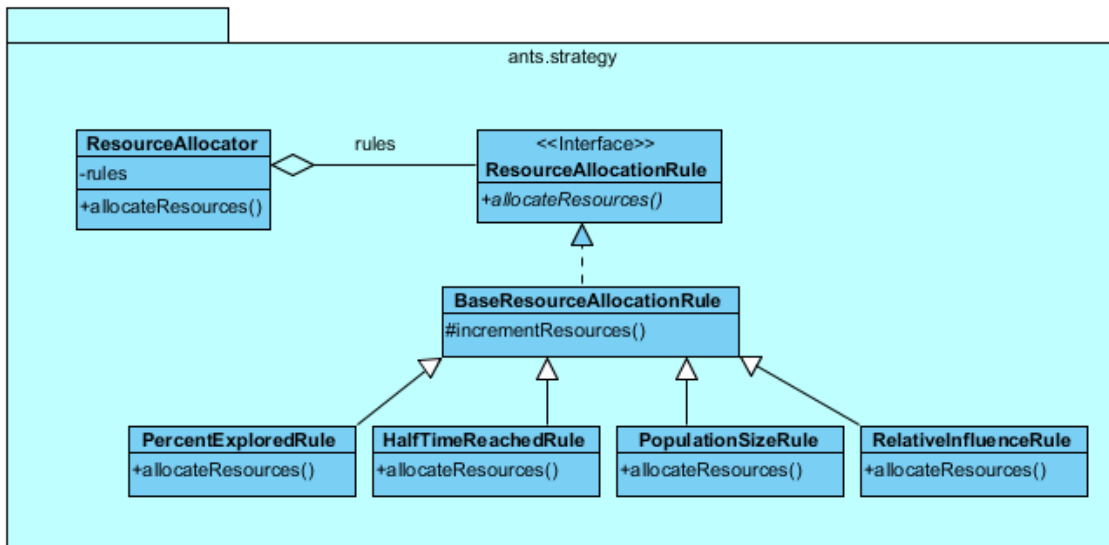 ants.strategy
ResourceAllocator
-rules
+allocateResources()
rules
<<Interface>>
ResourceAllocationRule
+allocateResources()
BaseResourceAllocationRule
#incrementResources()
PercentExploredRule
+allocateResources()
HalfTimeReachedRule
+allocateResources()
PopulationSizeRule
+allocateResources()
RelativeInfluenceRule
+allocateResources()